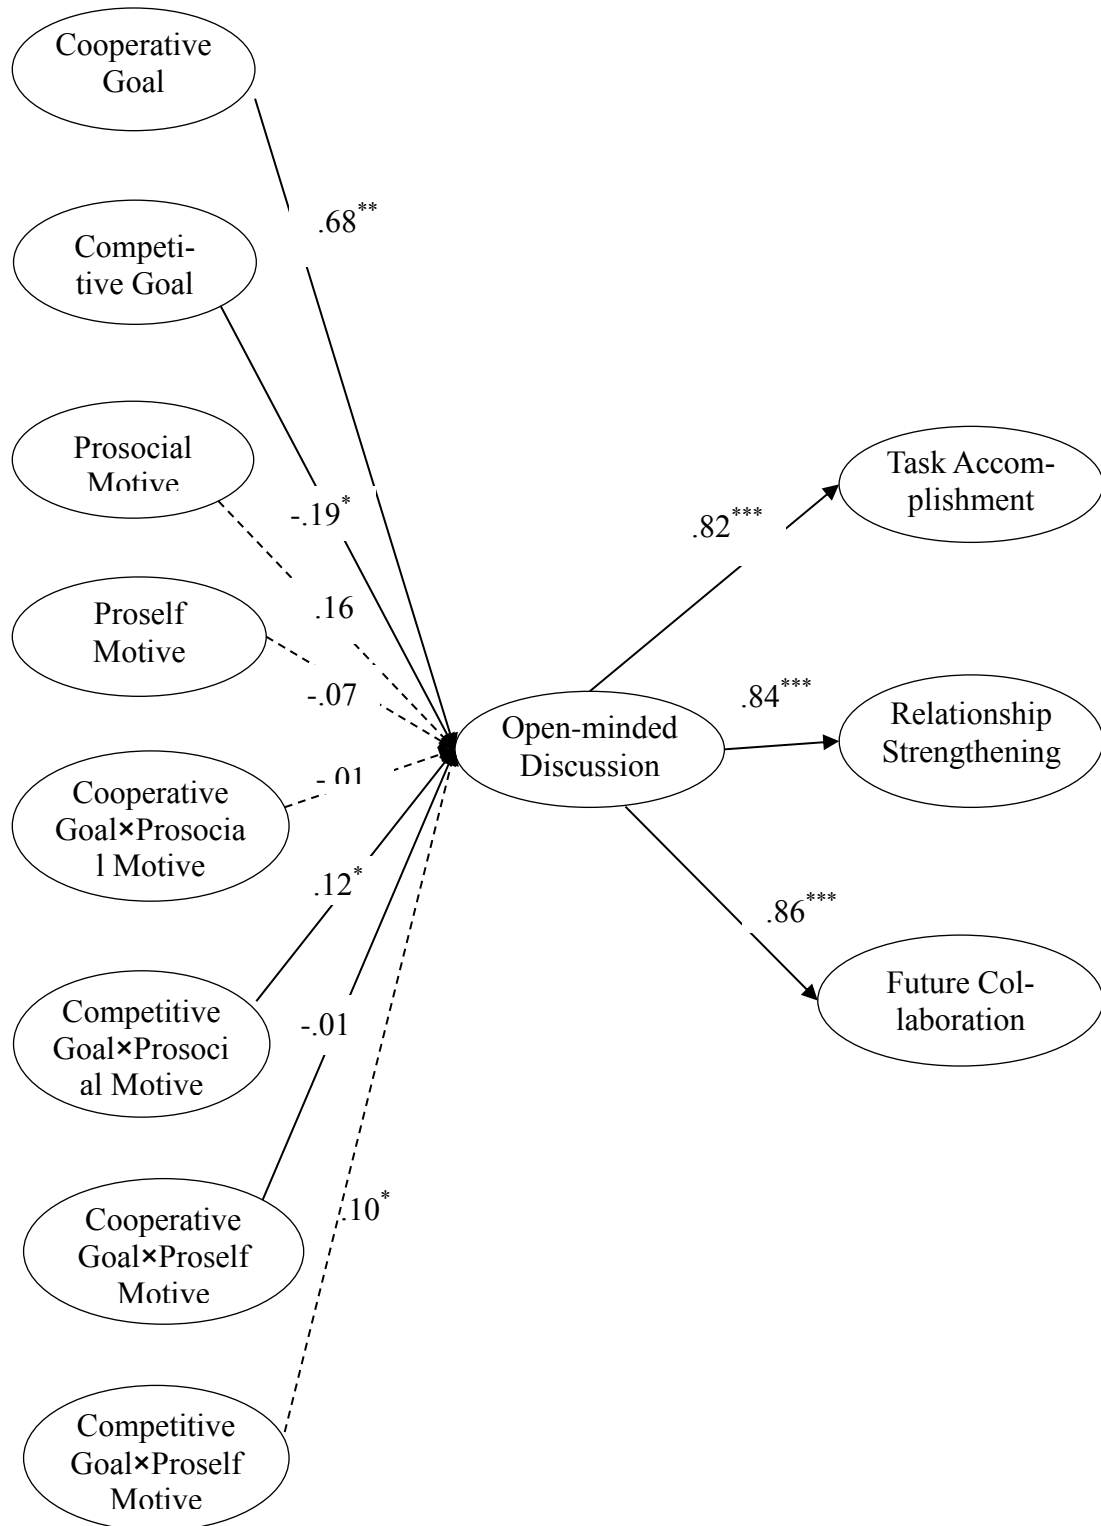 Cooperative
Goal
.68**
Competi-
tive Goal
Prosocial
Motive
-.19*
.16
Proself
Motive
-.07
Cooperative
Goal×Prosocia
l Motive
-.01
.12*
Competitive
Goal×Prosoci
al Motive
-.01
Cooperative
Goal×Proself
Motive
.10*
Competitive
Goal×Proself
Motive
Open-minded
Discussion
.82***
Task Accom-
plishment
.84***
Relationship
Strengthening
.86***
Future Col-
laboration